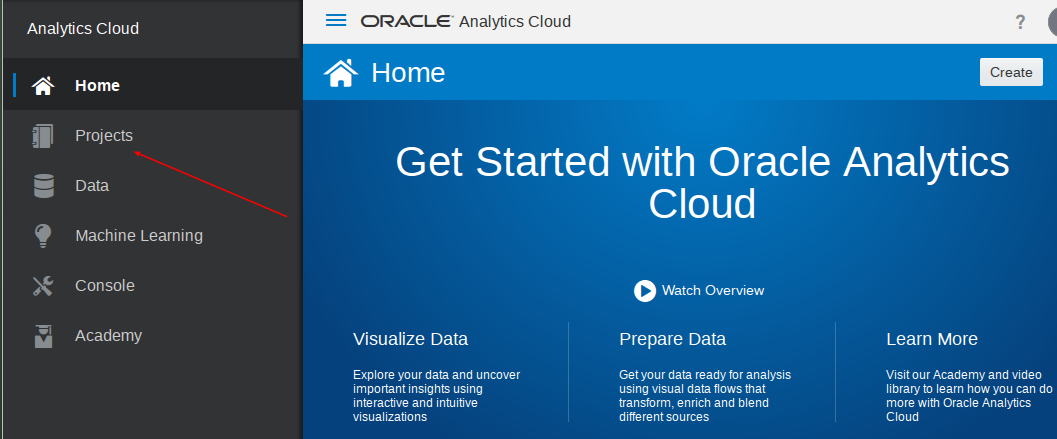 Analytics Cloud
Home
Projects
Data
Machine Learning
Console
Academy
ORACLE Analytics Cloud
?
Home
Create
Get Started with Oracle Analytics
Cloud
Watch Overview
Visualize Data
Explore your data and uncover
important insights using
interactive and intuitive
visualizations
Prepare Data
Get your data ready for analysis
using visual data flows that
transform, enrich and blend
different sources
Learn More
Visit our Academy and video
library to learn how you can do
more with Oracle Analytics
Cloud